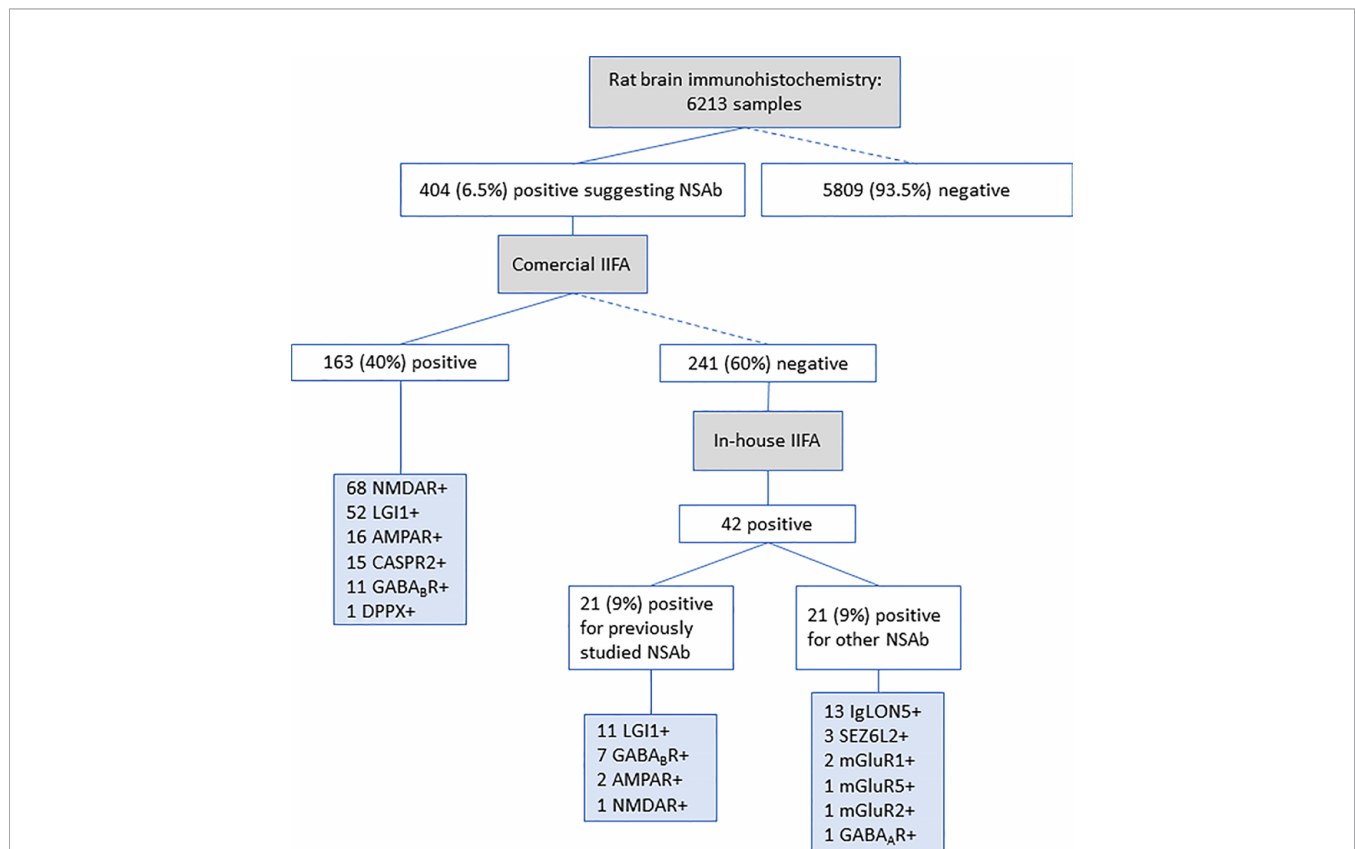 Rat brain immunohistochemistry:
6213 samples
404 (6.5%) positive suggesting NSAb
5809 (93.5%) negative
Comercial IIFA
163 (40%) positive
241 (60%) negative
In-house IIFA
68 NMDAR+
52 LGI1+
16 AMPAR+
15 CASPR2+
11 GABA_BR+
1 DPPX+
42 positive
21 (9%) positive
for previously
studied NSAb
21 (9%) positive
for other NSAb
11 LGI1+
7 GABA_BR+
2 AMPAR+
1 NMDAR+
13 IgLON5+
3 SEZ6L2+
2 mGluR1+
1 mGluR5+
1 mGluR2+
1 GABA_AR+